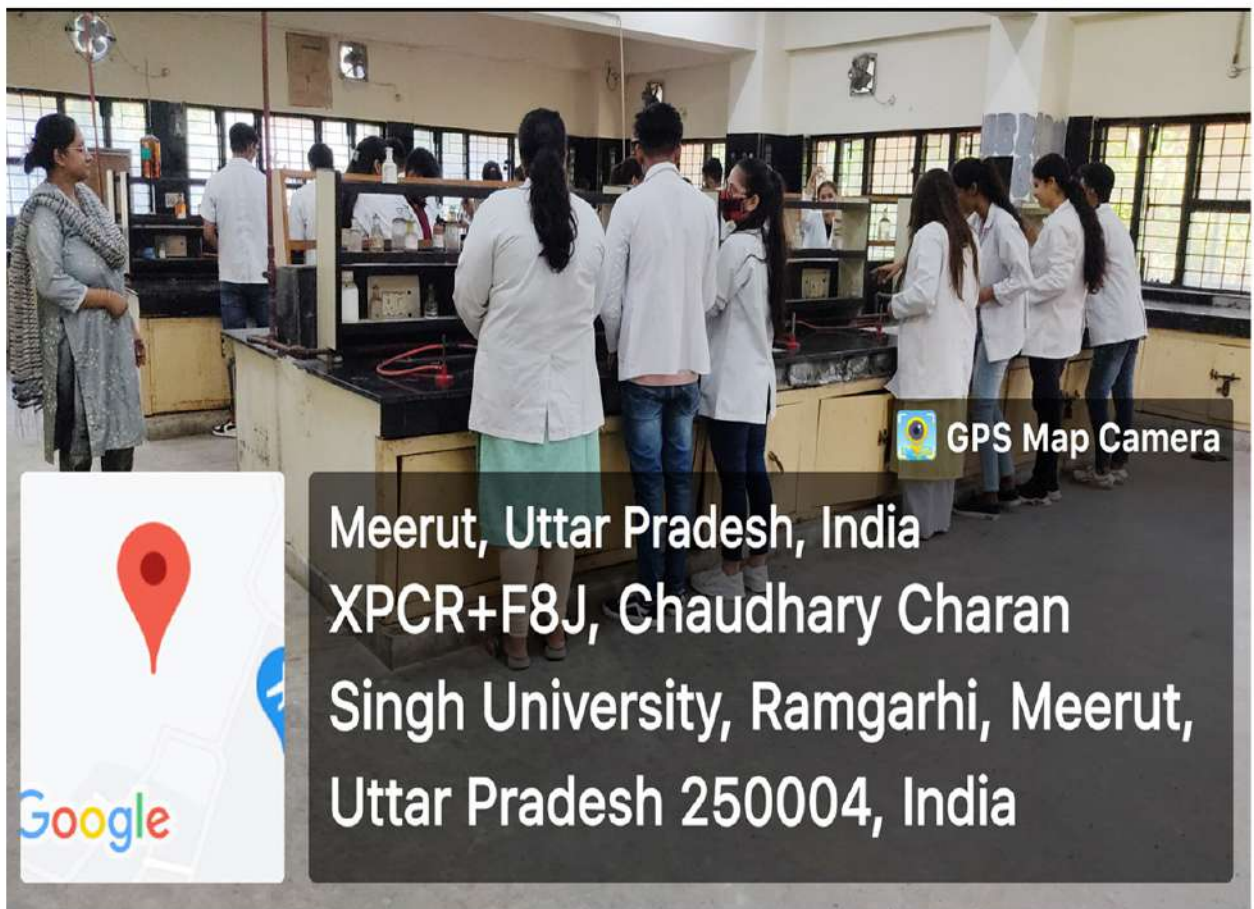 GPS Map Camera
Meerut, Uttar Pradesh, India
XPCR+F8J, Chaudhary Charan
Singh University, Ramgarhi, Meerut,
Uttar Pradesh 250004, India
Google